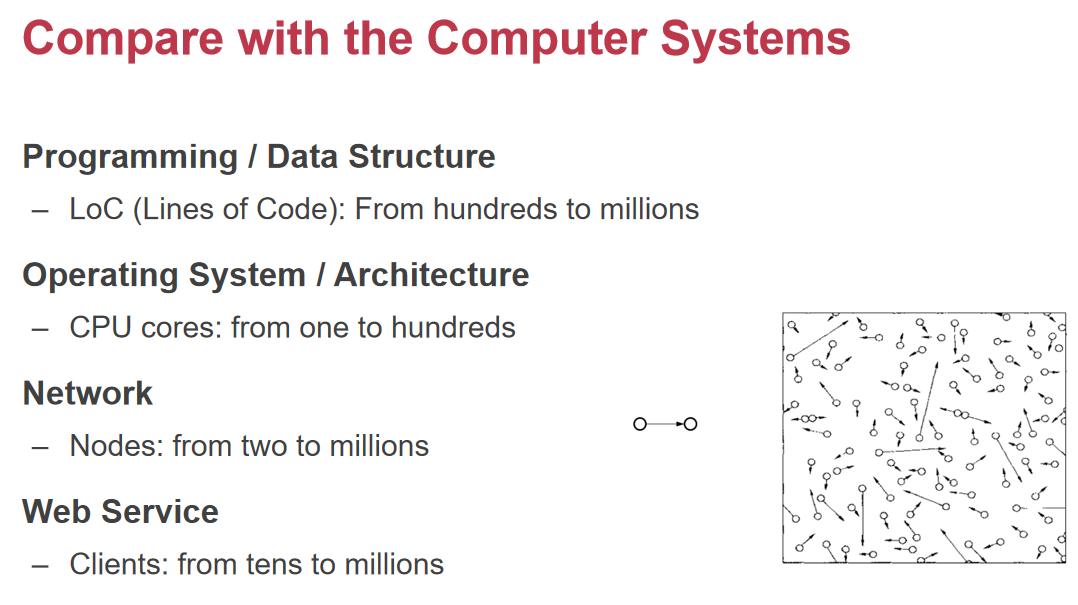 Compare with the Computer Systems
Programming / Data Structure
– LoC (Lines of Code): From hundreds to millions
Operating System / Architecture
– CPU cores: from one to hundreds
Network
– Nodes: from two to millions
Web Service
– Clients: from tens to millions